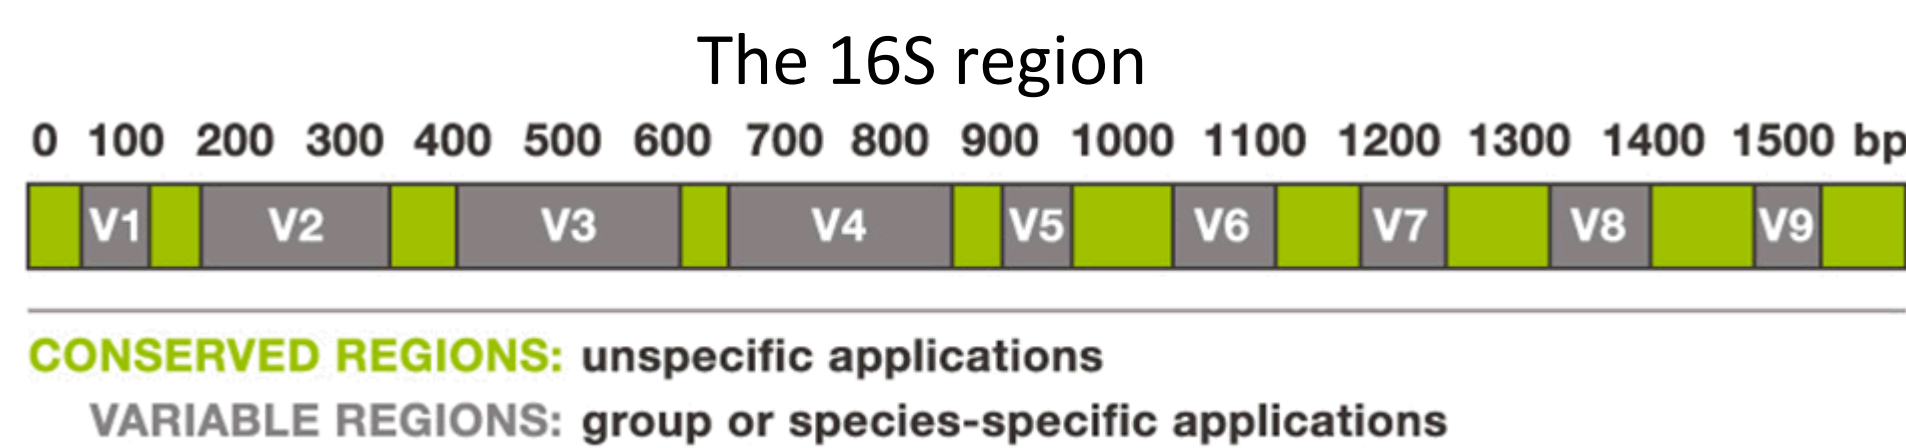 The 16S region
0 100 200 300 400 500 600 700 800 900 1000 1100 1200 1300 1400 1500 bp
V1 V2 V3 V4 V5 V6 V7 V8 V9
CONSERVED REGIONS: unspecific applications
VARIABLE REGIONS: group or species-specific applications